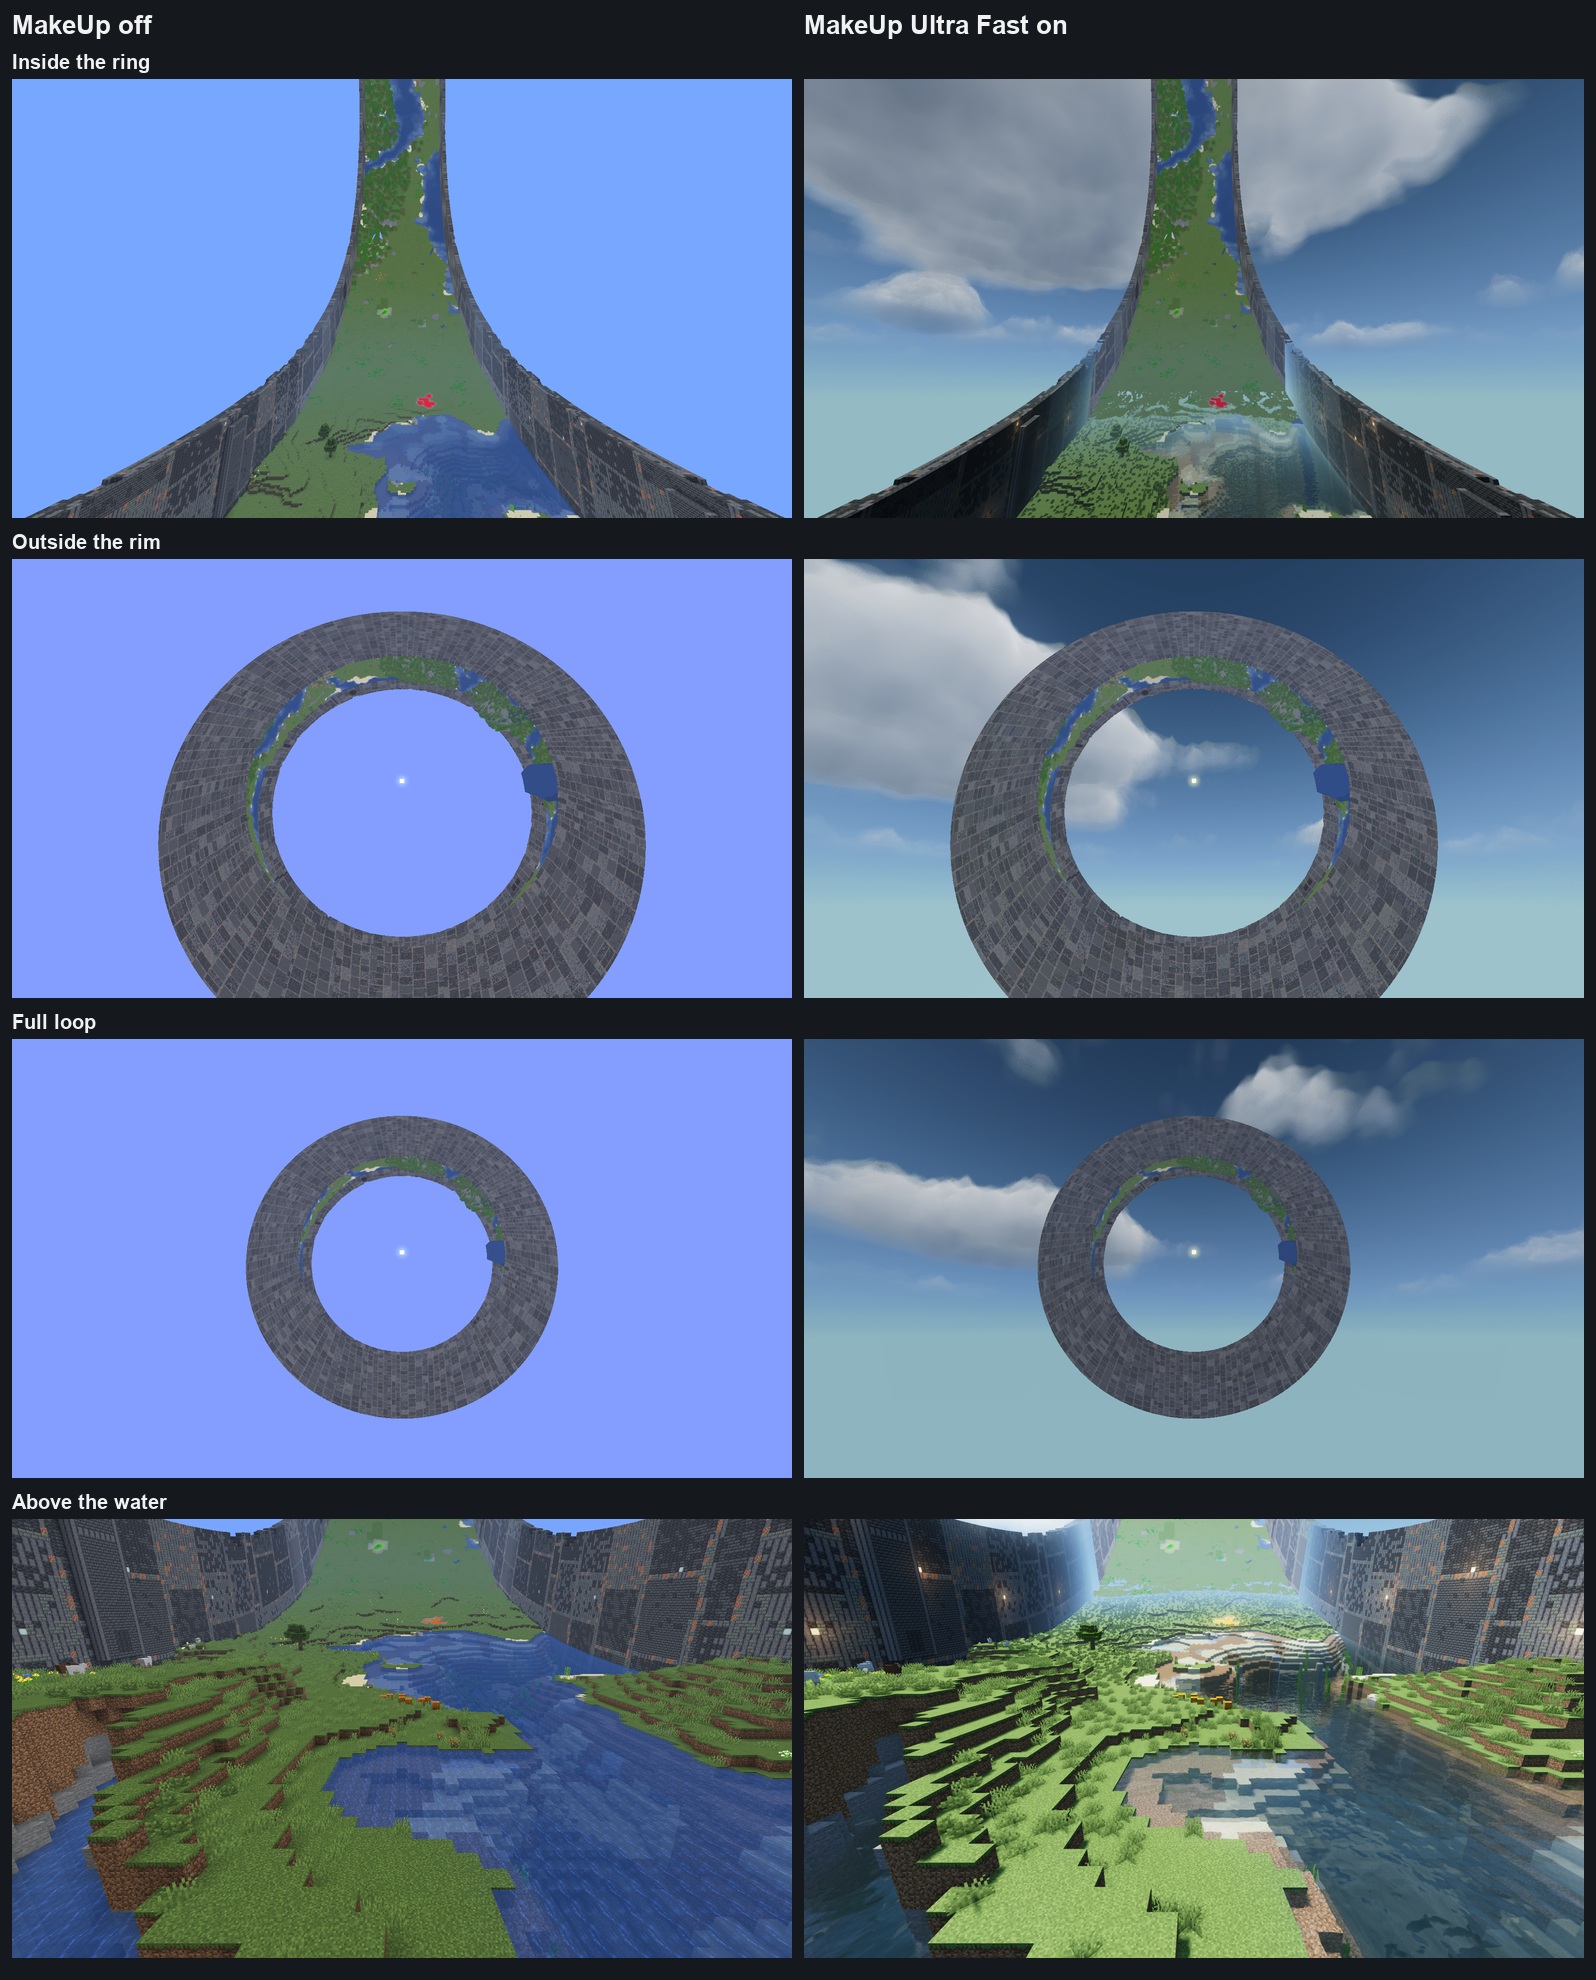 MakeUp off
MakeUp Ultra Fast on
Inside the ring
Outside the rim
Full loop
Above the water